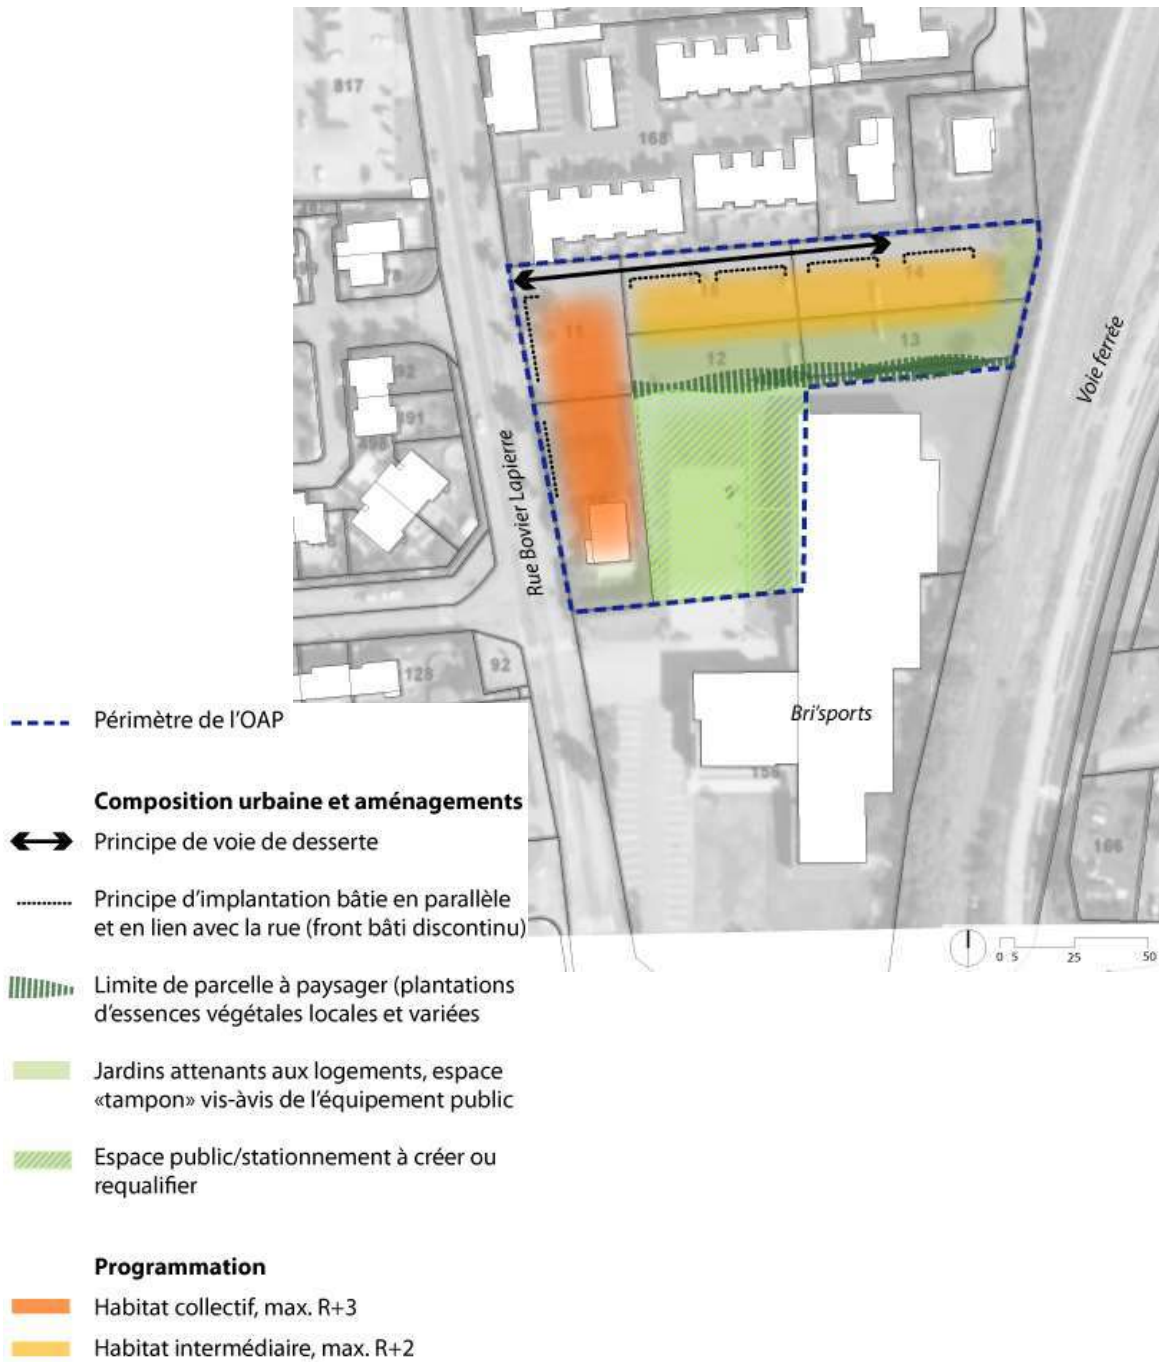 817
168
14
11
13
12
92
91
Voie ferrée
Rue Bovier Lapierre
92
128
Bri'sports
156
166
0 5 25 50
Périmètre de l'OAP
Composition urbaine et aménagements
Principe de voie de desserte
Principe d'implantation bâtie en parallèle
et en lien avec la rue (front bâti discontinu)
Limite de parcelle à paysager (plantations
d'essences végétales locales et variées
Jardins attenants aux logements, espace
«tampon» vis-àvis de l'équipement public
Espace public/stationnement à créer ou
requalifier
Programmation
Habitat collectif, max. R+3
Habitat intermédiaire, max. R+2